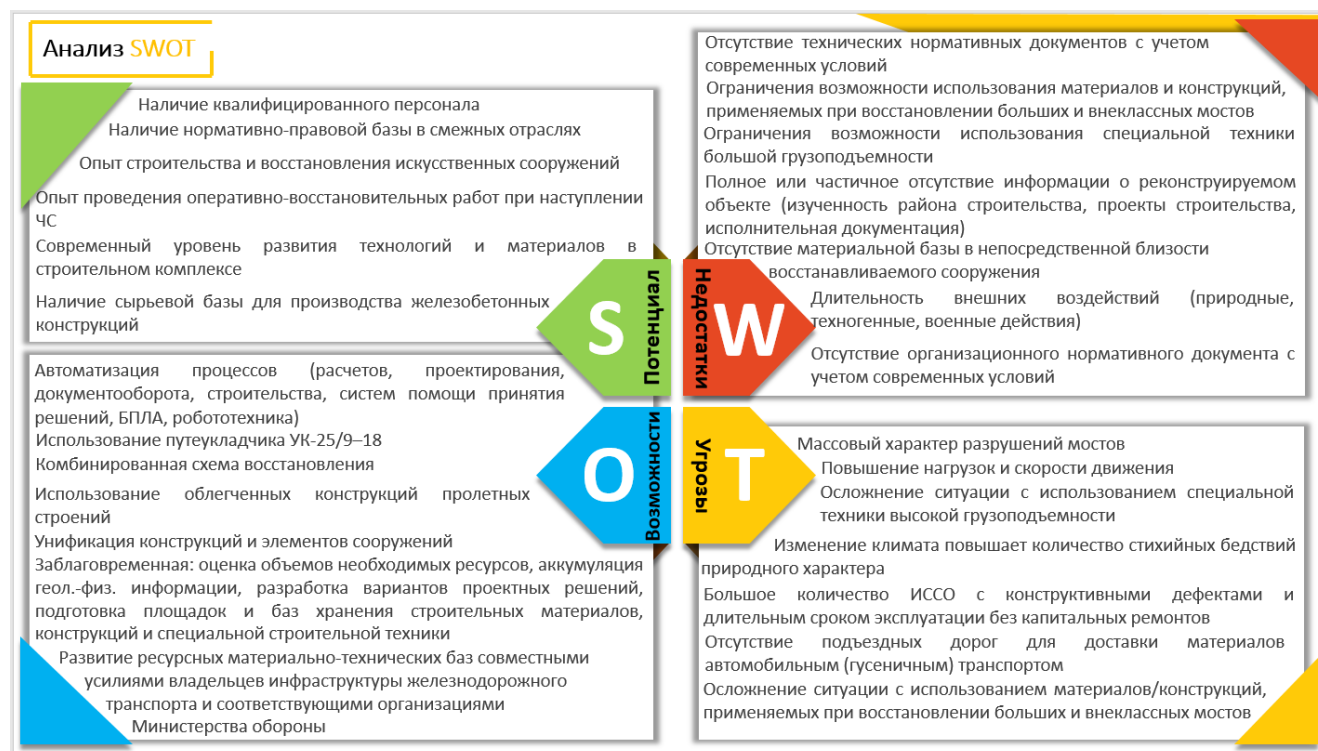 Анализ SWOT
Наличие квалифицированного персонала
Наличие нормативно-правовой базы в смежных отраслях
Опыт строительства и восстановления искусственных сооружений
Опыт проведения оперативно-восстановительных работ при наступлении
ЧС
Современный уровень развития технологий и материалов в
строительном комплексе
Наличие сырьевой базы для производства железобетонных
конструкций
S
Потенциал
Отсутствие технических нормативных документов с учетом
современных условий
Ограничения возможности использования материалов и конструкций,
применяемых при восстановлении больших и внеклассных мостов
Ограничения возможности использования специальной техники
большой грузоподъемности
Полное или частичное отсутствие информации о реконструируемом
объекте (изученность района строительства, проекты строительства,
исполнительная документация)
Отсутствие материальной базы в непосредственной близости
восстанавливаемого сооружения
Длительность внешних воздействий (природные,
техногенные, военные действия)
Отсутствие организационного нормативного документа с
учетом современных условий
Недостатки
W
Автоматизация процессов (расчетов, проектирования,
документооборота, строительства, систем помощи принятия
решений, БПЛА, робототехника)
Использование путеукладчика УК-25/9–18
Комбинированная схема восстановления
Использование облегченных конструкций пролетных
строений
Унификация конструкций и элементов сооружений
Заблаговременная: оценка объемов необходимых ресурсов, аккумуляция
геол.-физ. информации, разработка вариантов проектных решений,
подготовка площадок и баз хранения строительных материалов,
конструкций и специальной строительной техники
Развитие ресурсных материально-технических баз совместными
усилиями владельцев инфраструктуры железнодорожного
транспорта и соответствующими организациями
Министерства обороны
O
Возможности
Массовый характер разрушений мостов
Повышение нагрузок и скорости движения
Осложнение ситуации с использованием специальной
техники высокой грузоподъемности
Изменение климата повышает количество стихийных бедствий
природного характера
Большое количество ИССО с конструктивными дефектами и
длительным сроком эксплуатации без капитальных ремонтов
Отсутствие подъездных дорог для доставки материалов
автомобильным (гусеничным) транспортом
Осложнение ситуации с использованием материалов/конструкций,
применяемых при восстановлении больших и внеклассных мостов
Угрозы
T